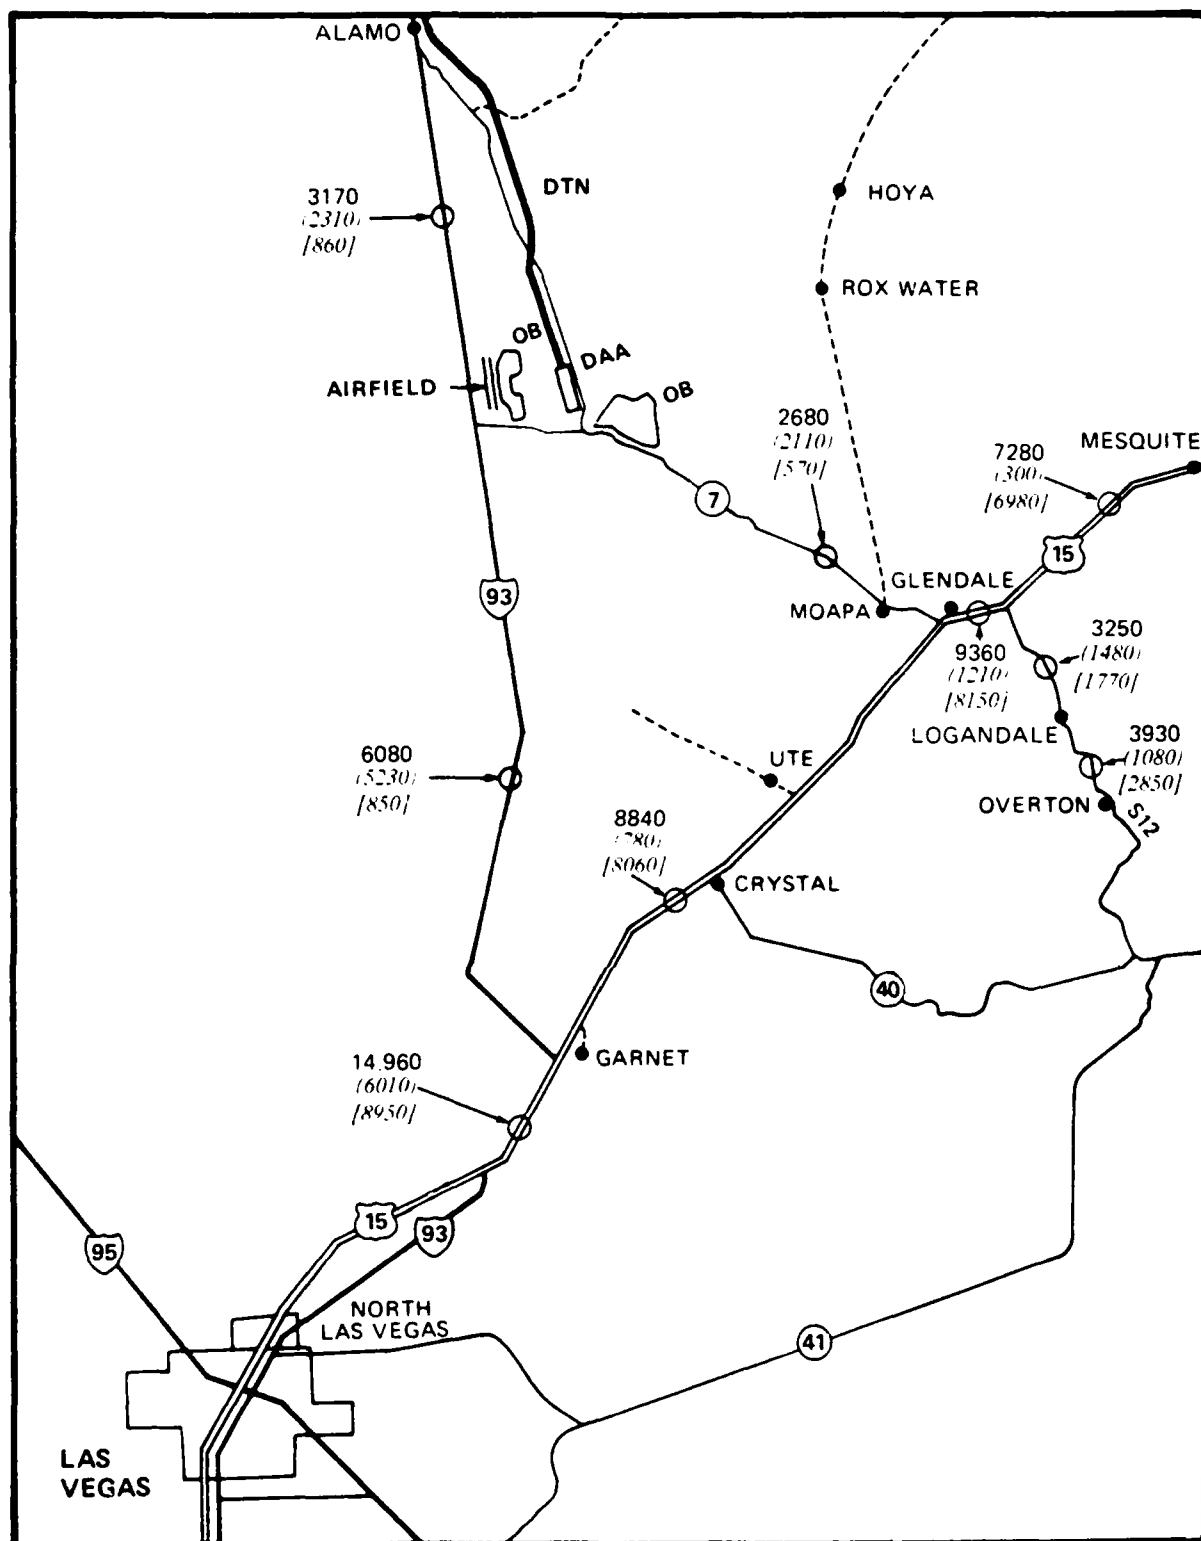 ALAMO
3170
(2310)
[860]
DTN
HOYA
ROX WATER
OB
DAA
AIRFIELD
OB
2680
(2110)
[570]
MESQUITE
7280
(300)
[6980]
7
15
GLENDALE
93
MOAPA
3250
(1480)
[1770]
9360
(1210)
[8150]
LOGANDALE
3930
(1080)
[2850]
UTE
6080
(5230)
[850]
OVERTON
S12
8840
(780)
[8060]
CRYSTAL
40
GARNET
14,960
(6010)
[8950]
15
93
95
NORTH
LAS VEGAS
41
LAS
VEGAS